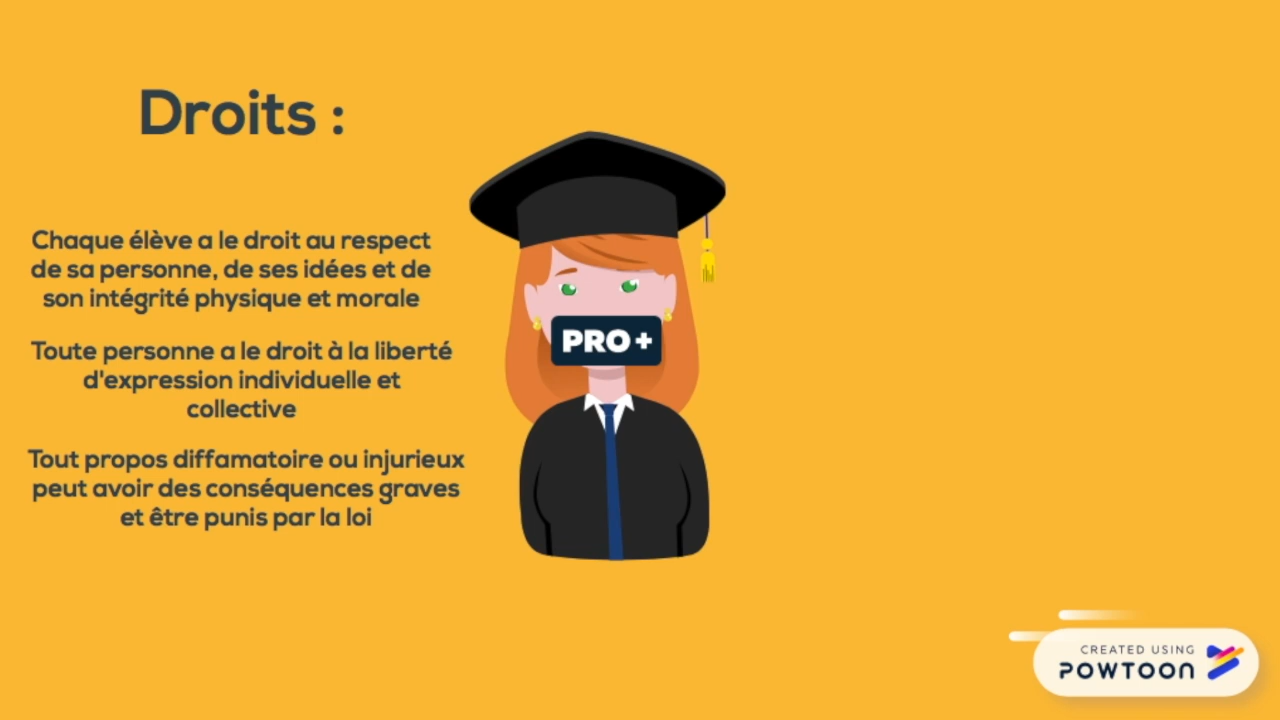 Droits :
Chaque élève a le droit au respect
de sa personne, de ses idées et de
son intégrité physique et morale
Toute personne a le droit à la liberté
d'expression individuelle et
collective
Tout propos diffamatoire ou injurieux
peut avoir des conséquences graves
et être punis par la loi
PRO+
CREATED USING
POWTOON